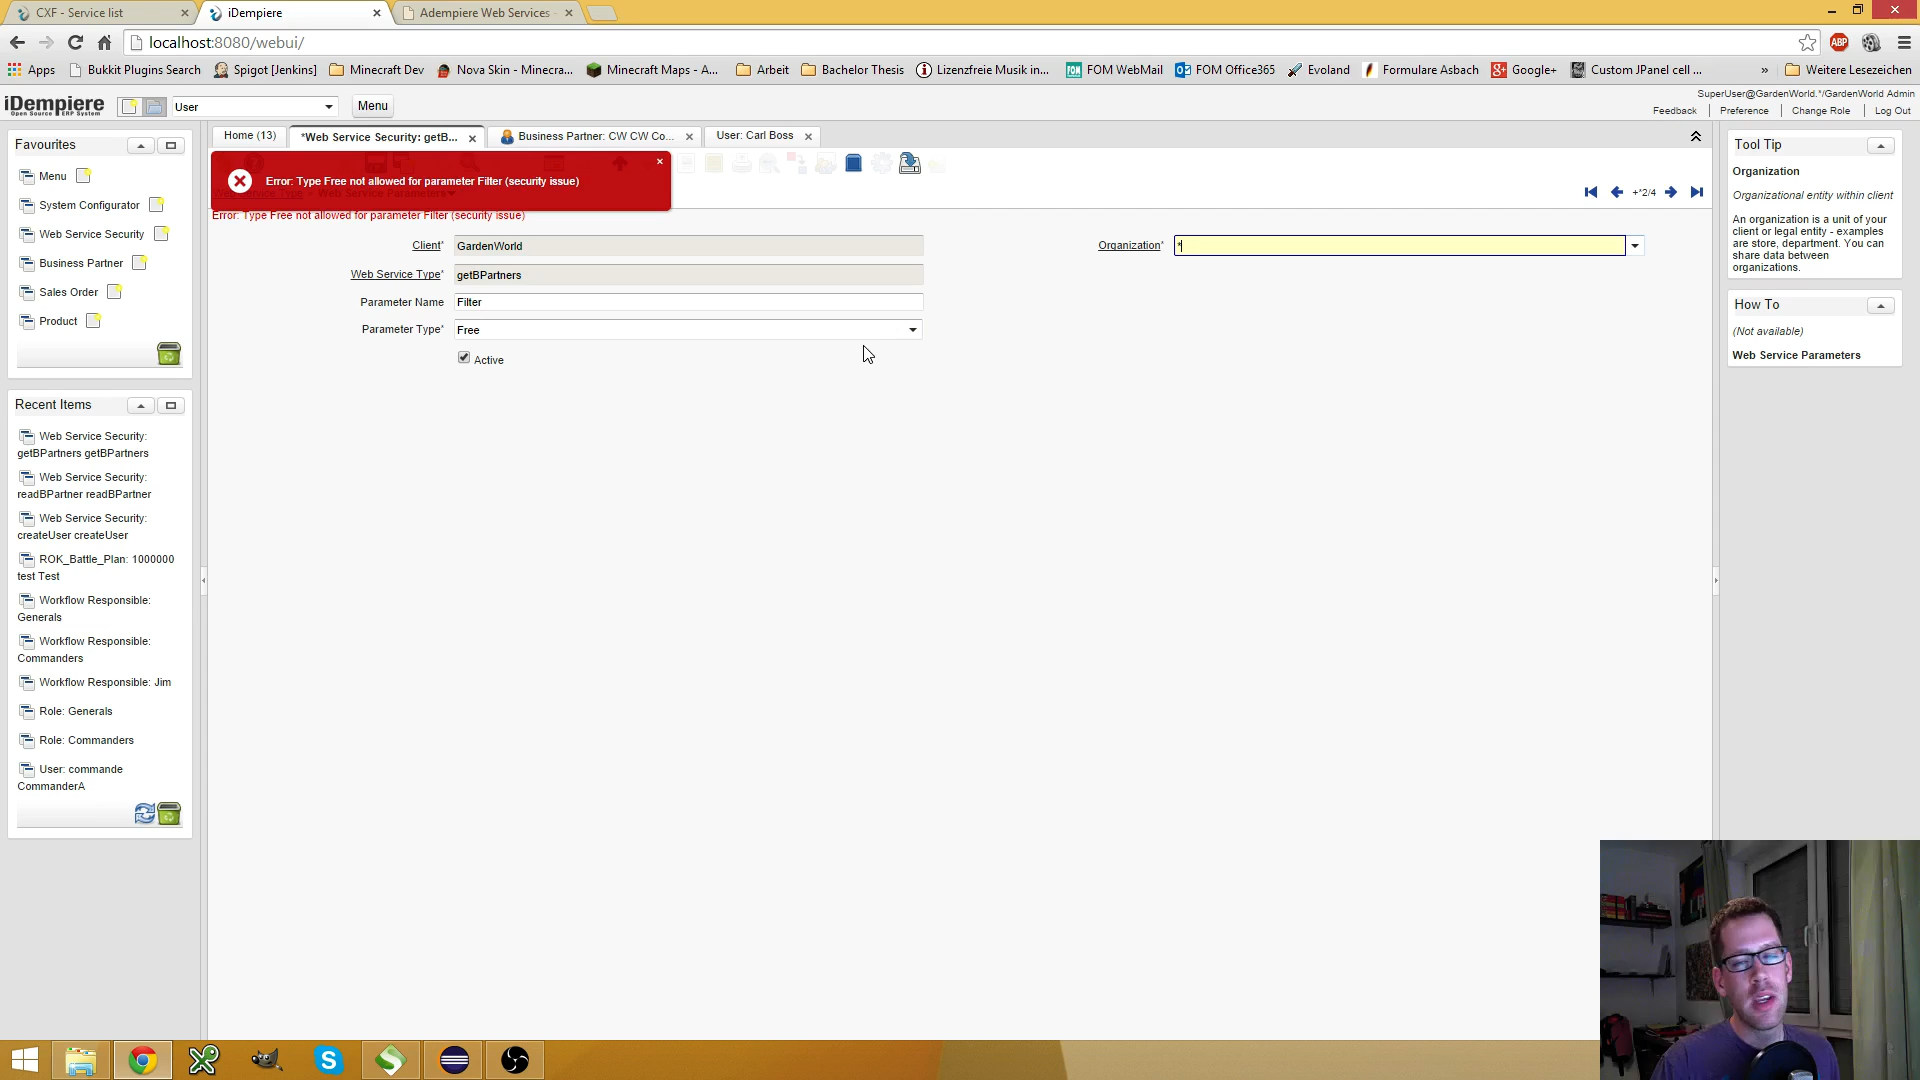 CXF - Service list
iDempiere
Adempiere Web Services
localhost:8080/webui/
ABP
Apps
Bukkit Plugins Search
Spigot [Jenkins]
Minecraft Dev
Nova Skin - Minecra...
Minecraft Maps - A...
Arbeit
Bachelor Thesis
Lizenzfreie Musik in...
FOM WebMail
FOM Office365
Evoland
Formulare Asbach
Google+
Custom JPanel cell ...
»
Weitere Lesezeichen
iDempiere
Open Source ERP System
User
Menu
SuperUser@GardenWorld.*/GardenWorld Admin
Feedback
Preference
Change Role
Log Out
Favourites
Menu
System Configurator
Web Service Security
Business Partner
Sales Order
Product
Recent Items
Web Service Security:
getBPartners getBPartners
Web Service Security:
readBPartner readBPartner
Web Service Security:
createUser createUser
ROK_Battle_Plan: 1000000
test Test
Workflow Responsible:
Generals
Workflow Responsible:
Commanders
Workflow Responsible: Jim
Role: Generals
Role: Commanders
User: commande
CommanderA
Home (13)
*Web Service Security: getB...
Business Partner: CW CW Co...
User: Carl Boss
Error: Type Free not allowed for parameter Filter (security issue)
+*2/4
Error: Type Free not allowed for parameter Filter (security issue)
Client*
GardenWorld
Organization*
*
Web Service Type*
getBPartners
Parameter Name
Filter
Parameter Type*
Free
Active
Tool Tip
Organization
Organizational entity within client
An organization is a unit of your
client or legal entity - examples
are store, department. You can
share data between
organizations.
How To
(Not available)
Web Service Parameters